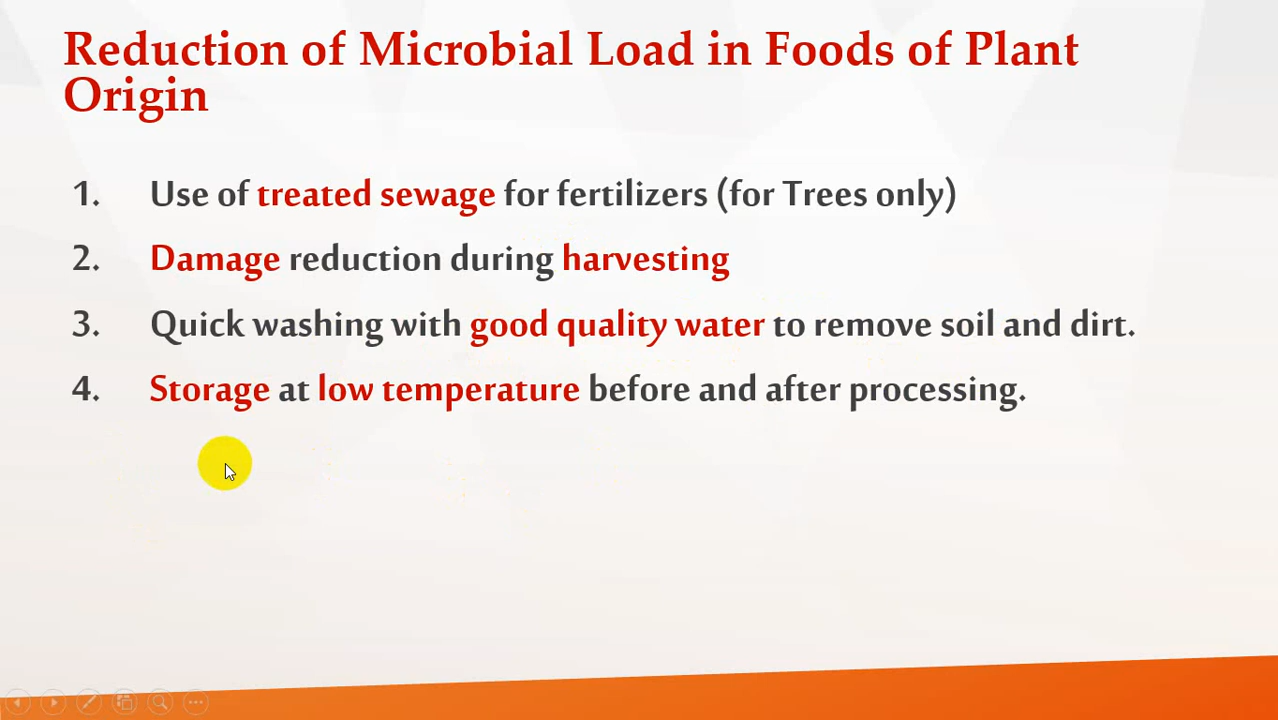 Reduction of Microbial Load in Foods of Plant
Origin
1. Use of treated sewage for fertilizers (for Trees only)
2. Damage reduction during harvesting
3. Quick washing with good quality water to remove soil and dirt.
4. Storage at low temperature before and after processing.